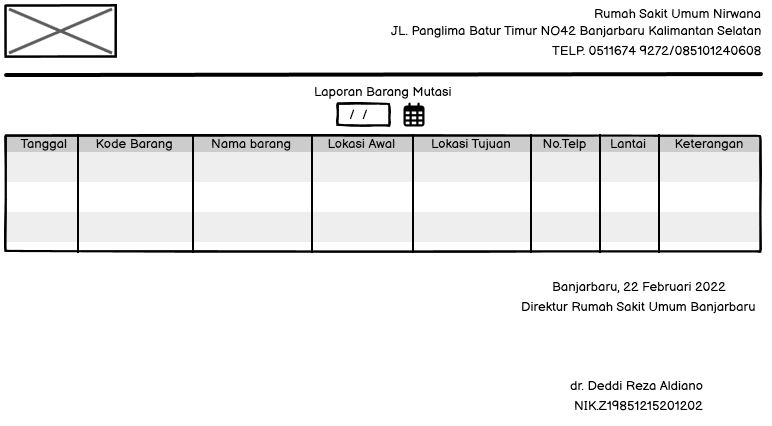 Rumah Sakit Umum Nirwana
JL. Panglima Batur Timur NO42 Banjarbaru Kalimantan Selatan
TELP. 0511674 9272/085101240608
Laporan Barang Mutasi
/ /
Tanggal Kode Barang Nama barang Lokasi Awal Lokasi Tujuan No.Telp Lantai Keterangan
Banjarbaru, 22 Februari 2022
Direktur Rumah Sakit Umum Banjarbaru
dr. Deddi Reza Aldiano
NIK.Z19851215201202